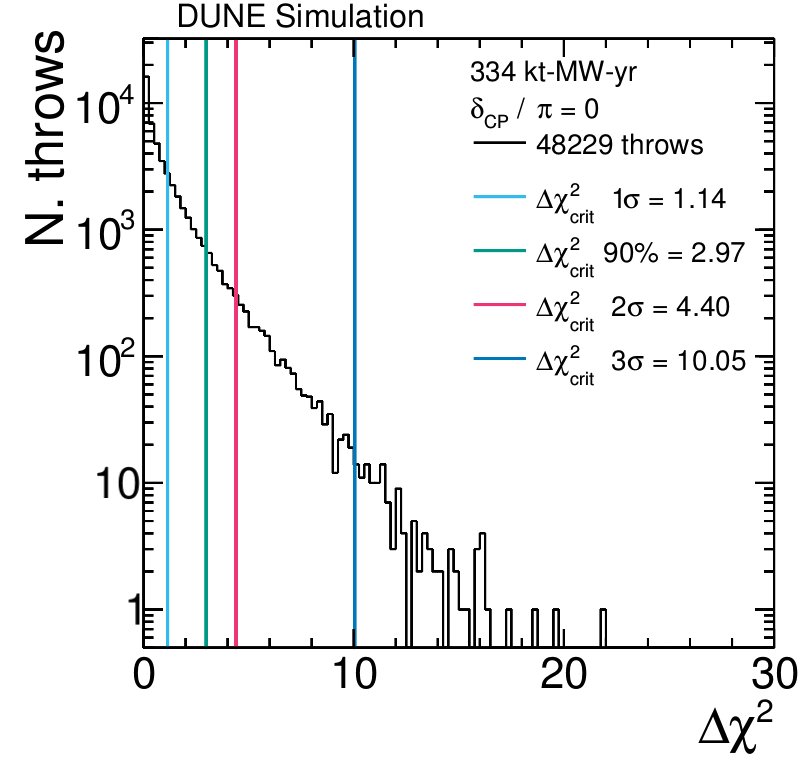 DUNE Simulation
N. throws
10⁴
10³
10²
10
1
334 kt-MW-yr
δCP / π = 0
48229 throws
Δχ²crit 1σ = 1.14
Δχ²crit 90% = 2.97
Δχ²crit 2σ = 4.40
Δχ²crit 3σ = 10.05
0 10 20 30
Δχ²